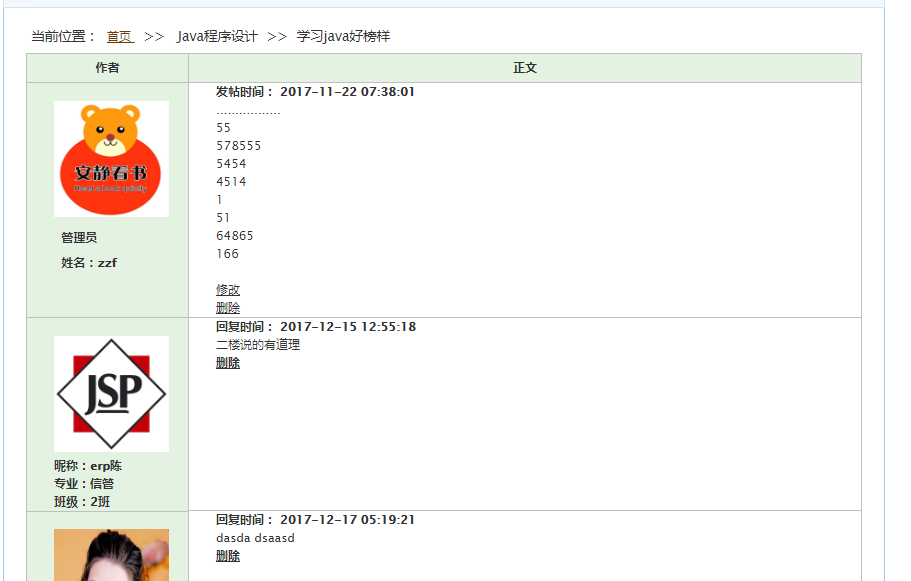 当前位置： 首页 >> Java程序设计 >> 学习java好榜样
作者 正文
安静看书
Read a book quietly
管理员
姓名：zzf
发帖时间： 2017-11-22 07:38:01
.................
55
578555
5454
4514
1
51
64865
166
修改
删除
JSP
昵称：erp陈
专业：信管
班级：2班
回复时间： 2017-12-15 12:55:18
二楼说的有道理
删除
回复时间： 2017-12-17 05:19:21
dasda dsaasd
删除